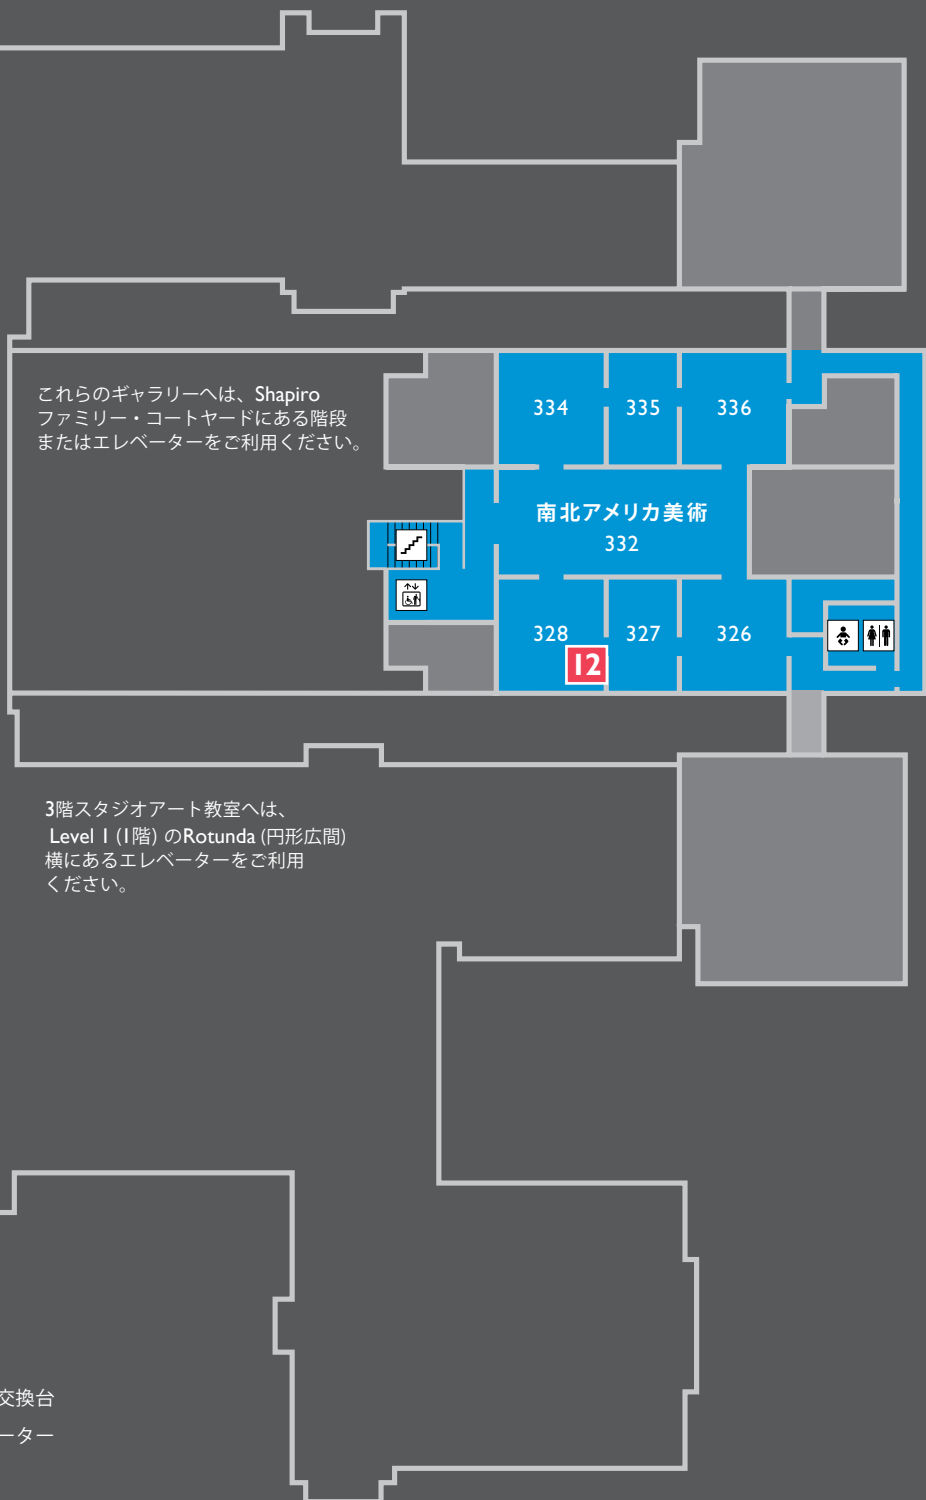 これらのギャラリーへは、Shapiro
ファミリー・コートヤードにある階段
またはエレベーターをご利用ください。
334
335
336
南北アメリカ美術
332
328
327
326
12
3階スタジオアート教室へは、
Level 1 (1階) のRotunda (円形広間)
横にあるエレベーターをご利用
ください。
交換台
ーター